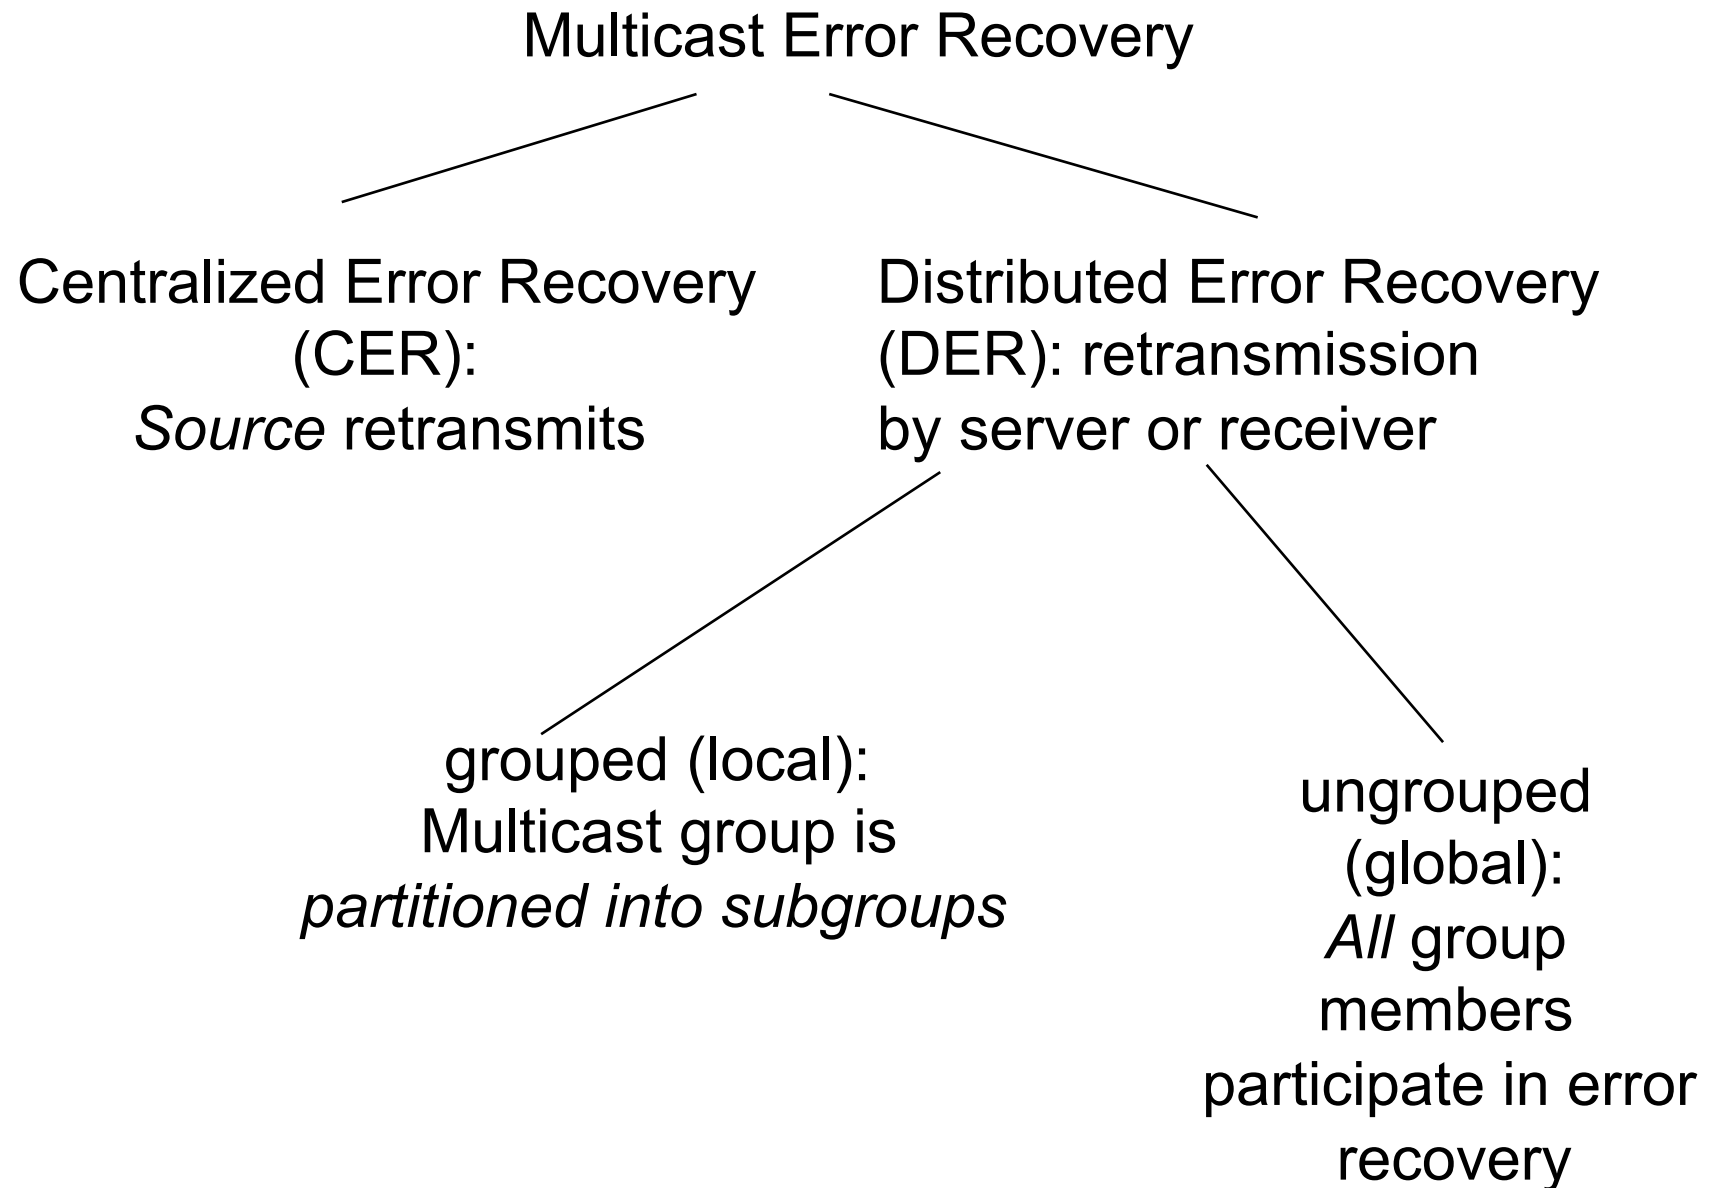 Multicast Error Recovery
Centralized Error Recovery
(CER):
Source retransmits
Distributed Error Recovery
(DER): retransmission
by server or receiver
grouped (local):
Multicast group is
partitioned into subgroups
ungrouped
(global):
All group
members
participate in error
recovery